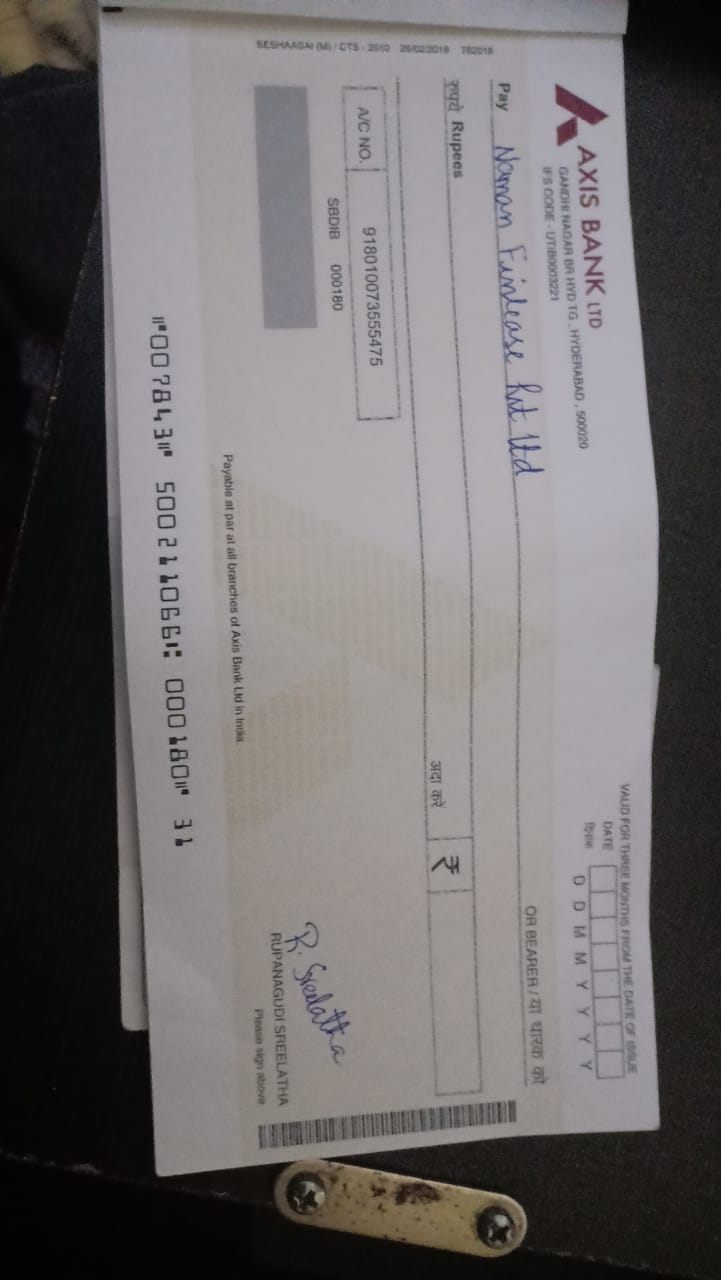 SESHAASAI (M) / CTS - 2010 26/02/2019 782018
AXIS BANK LTD
GANDHI NAGAR BR HYD TG , HYDERABAD , 500020
IFS CODE - UTIB0003221
VALID FOR THREE MONTHS FROM THE DATE OF ISSUE
DATE
दिनांक
D D M M Y Y Y Y
Pay Naman Finlease Pvt Ltd
OR BEARER / या धारक को
रुपये Rupees
अदा करें ₹
A/C NO. 918010073555475
SBDIB 000180
R. Sreelatha
RUPANAGUDI SREELATHA
Please sign above
Payable at par at all branches of Axis Bank Ltd in India.
⑈007843⑈ 500211066⑆ 000180⑈ 31